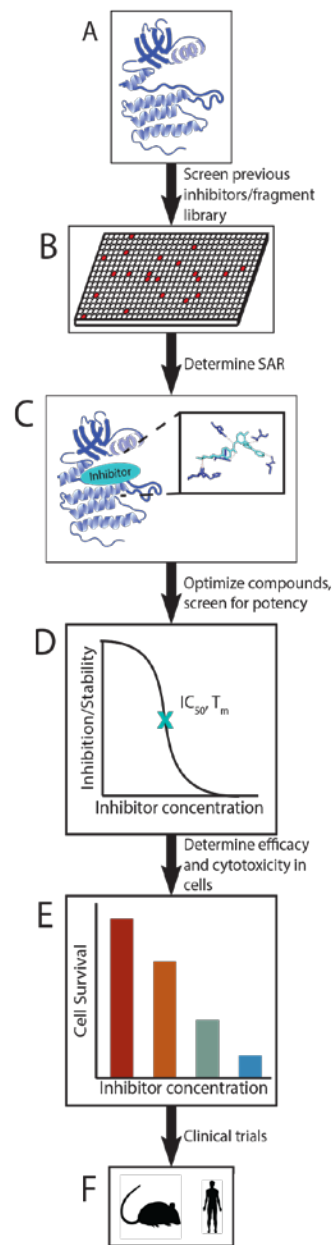 A
Screen previous
inhibitors/fragment
library
B
Determine SAR
C
Inhibitor
Optimize compounds,
screen for potency
D
Inhibition/Stability
IC50, Tm
Inhibitor concentration
Determine efficacy
and cytotoxicity in
cells
E
Cell Survival
Inhibitor concentration
Clinical trials
F